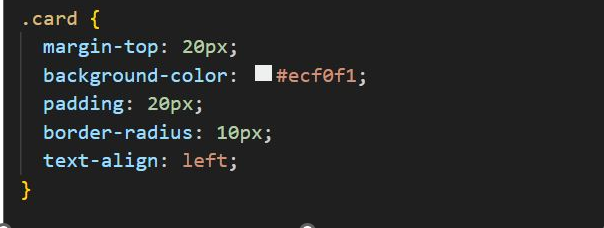 .card {
margin-top: 20px;
background-color: #ecf0f1;
padding: 20px;
border-radius: 10px;
text-align: left;
}